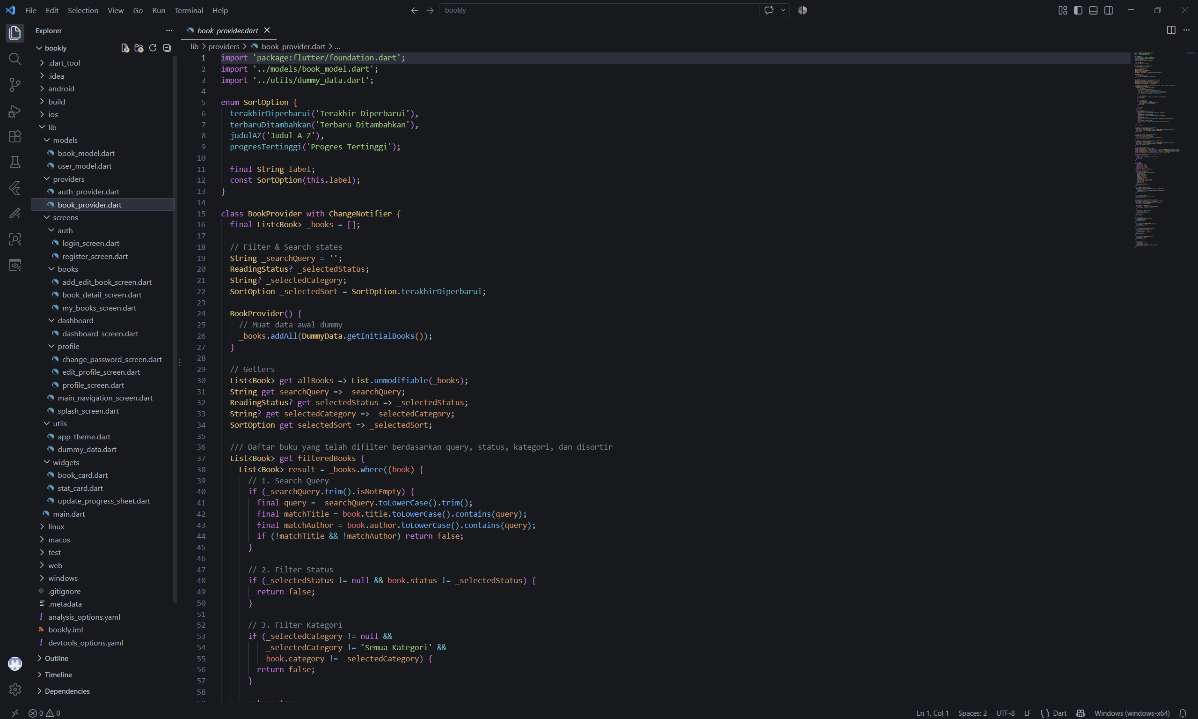 File Edit Selection View Go Run Terminal Help
bookly
Explorer
bookly
.dart_tool
.idea
android
build
ios
lib
models
book_model.dart
user_model.dart
providers
auth_provider.dart
book_provider.dart
screens
auth
login_screen.dart
register_screen.dart
books
add_edit_book_screen.dart
book_detail_screen.dart
my_books_screen.dart
dashboard
dashboard_screen.dart
profile
change_password_screen.dart
edit_profile_screen.dart
profile_screen.dart
main_navigation_screen.dart
splash_screen.dart
utils
app_theme.dart
dummy_data.dart
widgets
book_card.dart
stat_card.dart
update_progress_sheet.dart
main.dart
linux
macos
test
web
windows
.gitignore
.metadata
analysis_options.yaml
bookly.iml
devtools_options.yaml
Outline
Timeline
Dependencies
book_provider.dart
lib > providers > book_provider.dart > ...
1 import 'package:flutter/foundation.dart';
2 import '../models/book_model.dart';
3 import '../utils/dummy_data.dart';
4
5 enum SortOption {
6 terakhirDiperbarui('Terakhir Diperbarui'),
7 terbaruDitambahkan('Terbaru Ditambahkan'),
8 judulAZ('Judul A-Z'),
9 progresTertinggi('Progres Tertinggi');
10
11 final String label;
12 const SortOption(this.label);
13 }
14
15 class BookProvider with ChangeNotifier {
16 final List<Book> _books = [];
17
18 // Filter & Search states
19 String _searchQuery = '';
20 ReadingStatus? _selectedStatus;
21 String? _selectedCategory;
22 SortOption _selectedSort = SortOption.terakhirDiperbarui;
23
24 BookProvider() {
25 // Muat data awal dummy
26 _books.addAll(DummyData.getInitialBooks());
27 }
28
29 // Getters
30 List<Book> get allBooks => List.unmodifiable(_books);
31 String get searchQuery => _searchQuery;
32 ReadingStatus? get selectedStatus => _selectedStatus;
33 String? get selectedCategory => _selectedCategory;
34 SortOption get selectedSort => _selectedSort;
35
36 /// Daftar buku yang telah difilter berdasarkan query, status, kategori, dan disortir
37 List<Book> get filteredBooks {
38 List<Book> result = _books.where((book) {
39 // 1. Search Query
40 if (_searchQuery.trim().isNotEmpty) {
41 final query = _searchQuery.toLowerCase().trim();
42 final matchTitle = book.title.toLowerCase().contains(query);
43 final matchAuthor = book.author.toLowerCase().contains(query);
44 if (!matchTitle && !matchAuthor) return false;
45 }
46
47 // 2. Filter Status
48 if (_selectedStatus != null && book.status != _selectedStatus) {
49 return false;
50 }
51
52 // 3. Filter Kategori
53 if (_selectedCategory != null &&
54 _selectedCategory != 'Semua Kategori' &&
55 book.category != _selectedCategory) {
56 return false;
57 }
58
0 0
Ln 1, Col 1 Spaces: 2 UTF-8 LF Dart Windows (windows-x64)